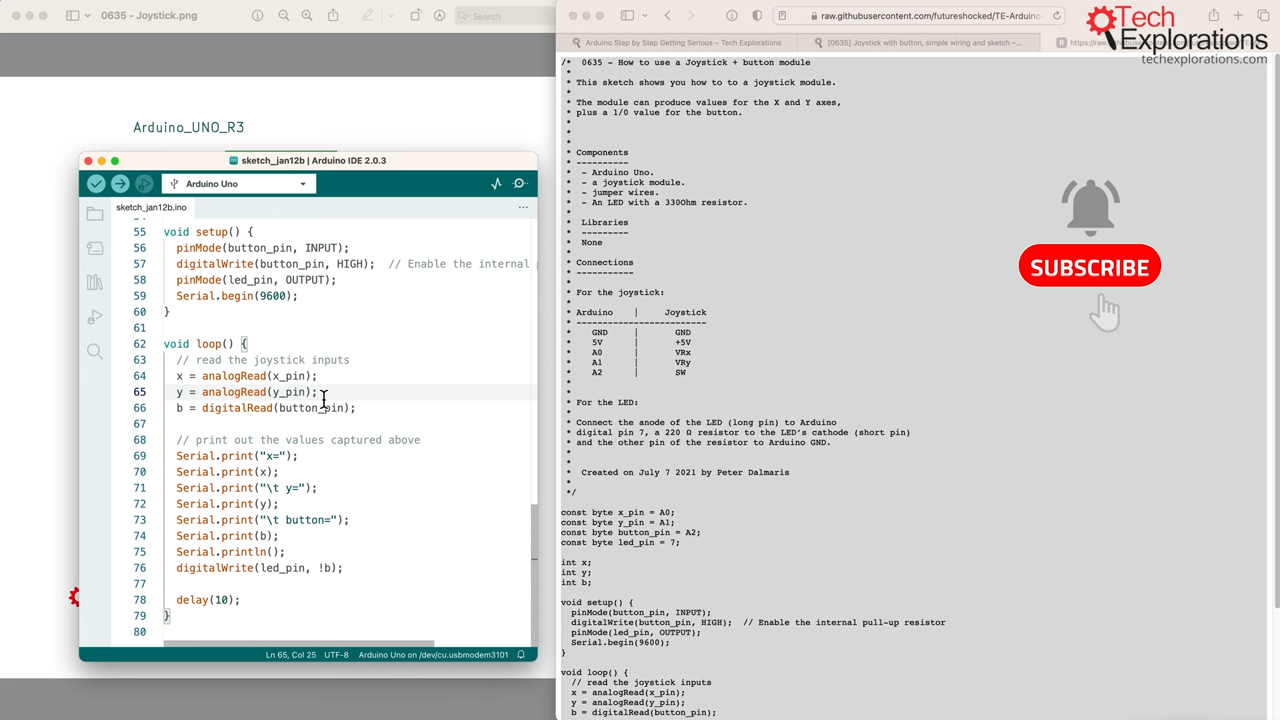 0635 - Joystick.png
Search
Arduino_UNO_R3
sketch_jan12b | Arduino IDE 2.0.3
Arduino Uno
sketch_jan12b.ino
55 void setup() {
56 pinMode(button_pin, INPUT);
57 digitalWrite(button_pin, HIGH); // Enable the internal
58 pinMode(led_pin, OUTPUT);
59 Serial.begin(9600);
60 }
61
62 void loop() {
63 // read the joystick inputs
64 x = analogRead(x_pin);
65 y = analogRead(y_pin);
66 b = digitalRead(button_pin);
67
68 // print out the values captured above
69 Serial.print("x=");
70 Serial.print(x);
71 Serial.print("\t y=");
72 Serial.print(y);
73 Serial.print("\t button=");
74 Serial.print(b);
75 Serial.println();
76 digitalWrite(led_pin, !b);
77
78 delay(10);
79 }
80
Ln 65, Col 25 UTF-8 Arduino Uno on /dev/cu.usbmodem3101
raw.githubusercontent.com/futureshocked/TE-Arduino-
Arduino Step by Step Getting Serious – Tech Explorations
[0635] Joystick with button, simple wiring and sketch –...
Tech
Explorations
techexplorations.com
/* 0635 - How to use a Joystick + button module
*
* This sketch shows you how to to a joystick module.
*
* The module can produce values for the X and Y axes,
* plus a 1/0 value for the button.
*
*
*
* Components
* ----------
* - Arduino Uno.
* - a joystick module.
* - jumper wires.
* - An LED with a 330Ohm resistor.
*
* Libraries
* ---------
* None
*
* Connections
* -----------
*
* For the joystick:
*
* Arduino | Joystick
* -------------------------
* GND | GND
* 5V | +5V
* A0 | VRx
* A1 | VRy
* A2 | SW
*
*
* For the LED:
*
* Connect the anode of the LED (long pin) to Arduino
* digital pin 7, a 220 Ω resistor to the LED's cathode (short pin)
* and the other pin of the resistor to Arduino GND.
*
*
* Created on July 7 2021 by Peter Dalmaris
*
*/
const byte x_pin = A0;
const byte y_pin = A1;
const byte button_pin = A2;
const byte led_pin = 7;
int x;
int y;
int b;
void setup() {
pinMode(button_pin, INPUT);
digitalWrite(button_pin, HIGH); // Enable the internal pull-up resistor
pinMode(led_pin, OUTPUT);
Serial.begin(9600);
}
void loop() {
// read the joystick inputs
x = analogRead(x_pin);
y = analogRead(y_pin);
b = digitalRead(button_pin);
SUBSCRIBE